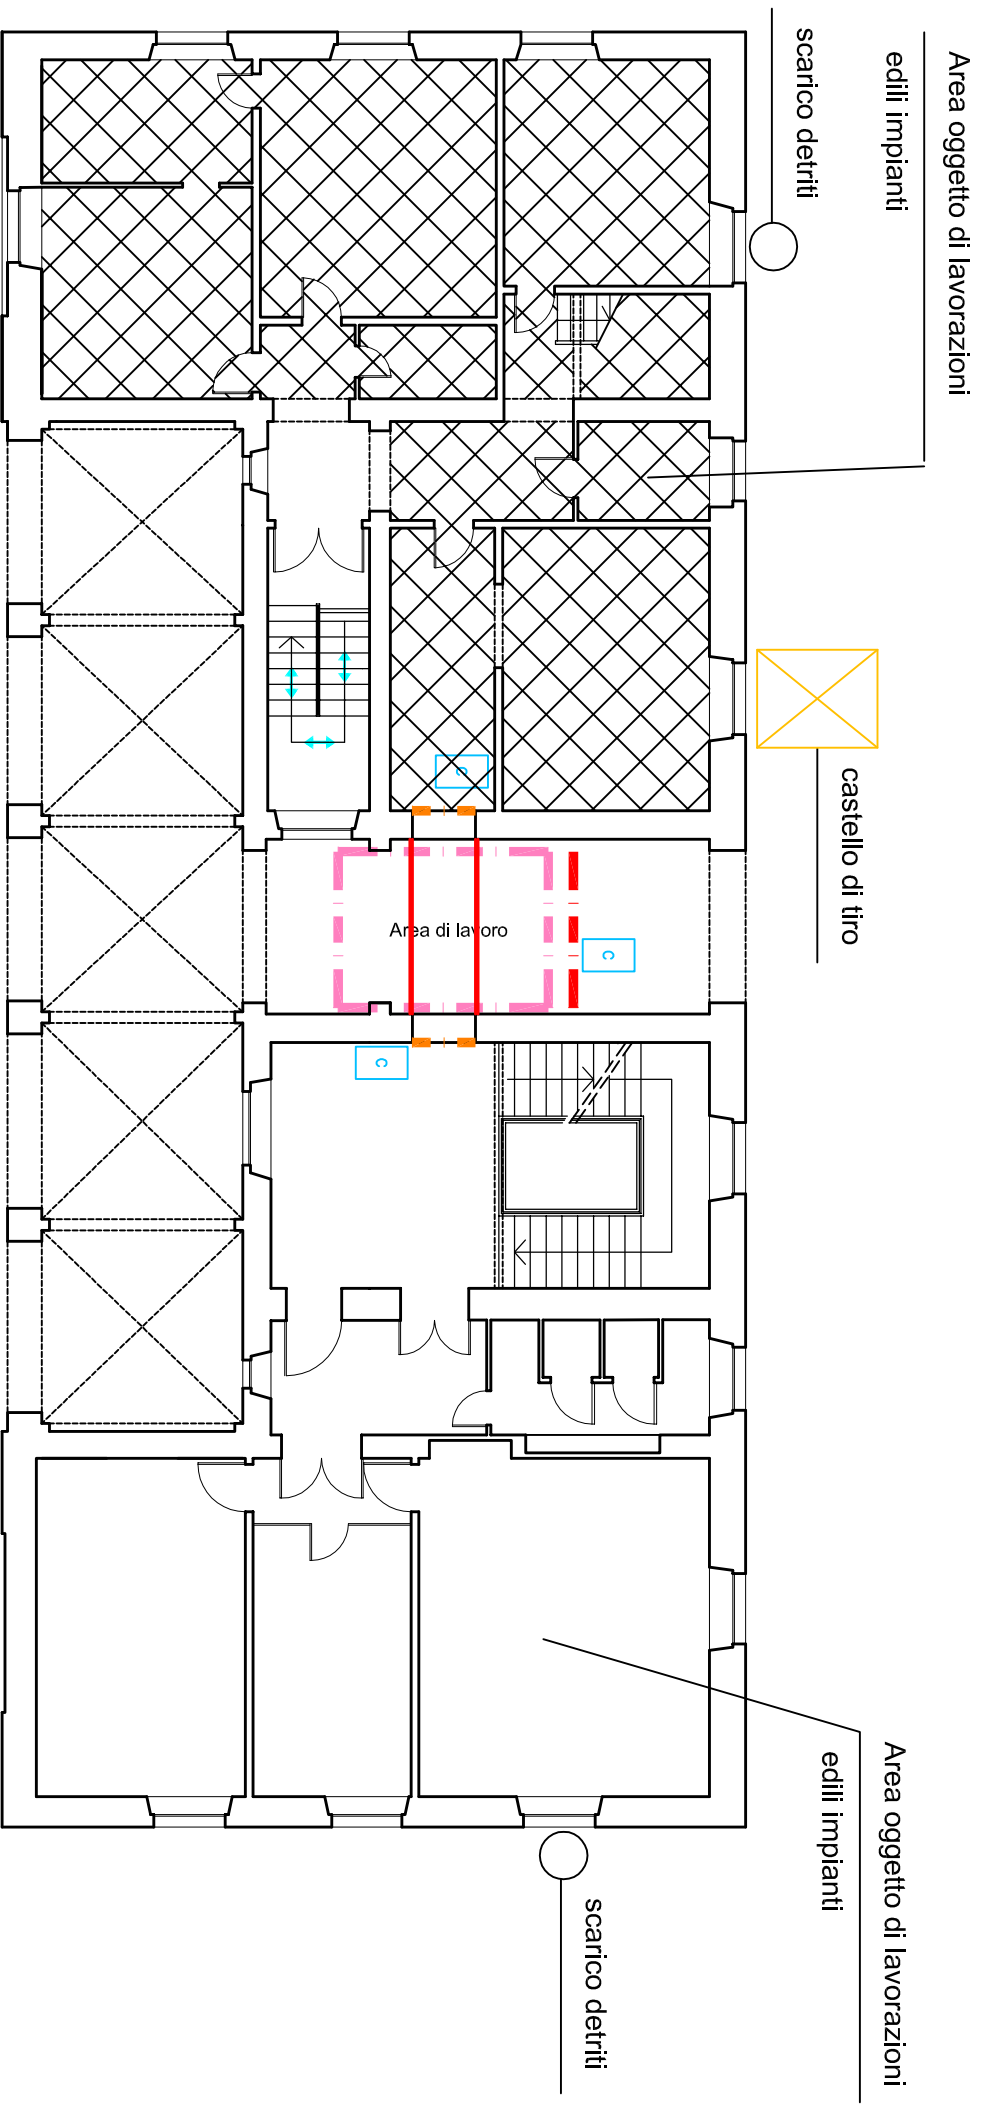 Area oggetto di lavorazioni
edili impianti
scarico detriti
castello di tiro
C
Area di lavoro
C
C
Area oggetto di lavorazioni
edili impianti
scarico detriti